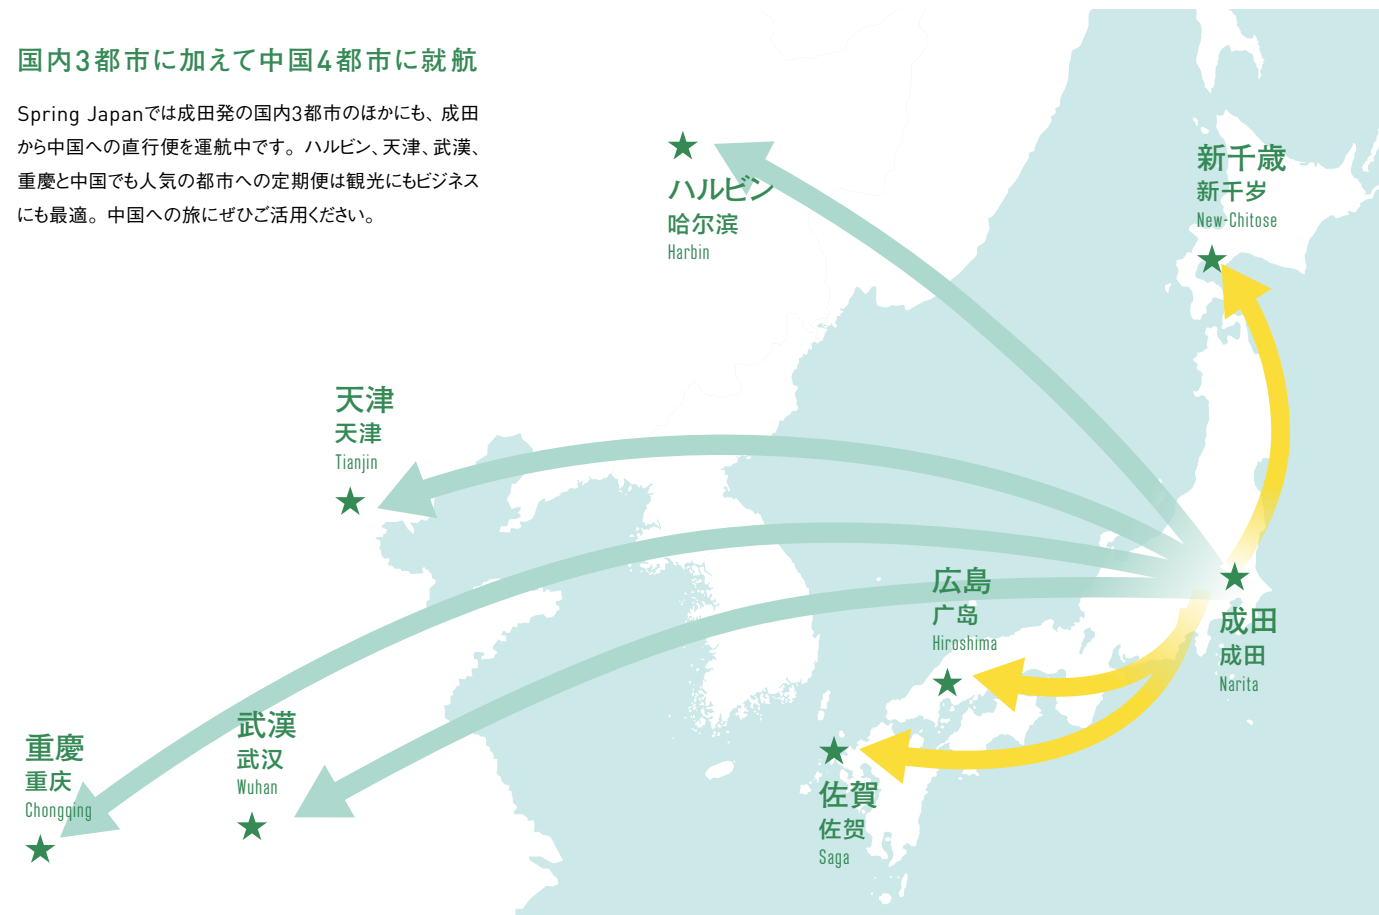 国内3都市に加えて中国4都市に就航
Spring Japanでは成田発の国内3都市のほかにも、成田
から中国への直行便を運航中です。ハルビン、天津、武漢、
重慶と中国でも人気の都市への定期便は観光にもビジネス
にも最適。中国への旅にぜひご活用ください。
ハルビン
哈尔滨
Harbin
新千歳
新千岁
New-Chitose
天津
天津
Tianjin
広島
广岛
Hiroshima
成田
成田
Narita
重慶
重庆
Chongqing
武漢
武汉
Wuhan
佐賀
佐贺
Saga